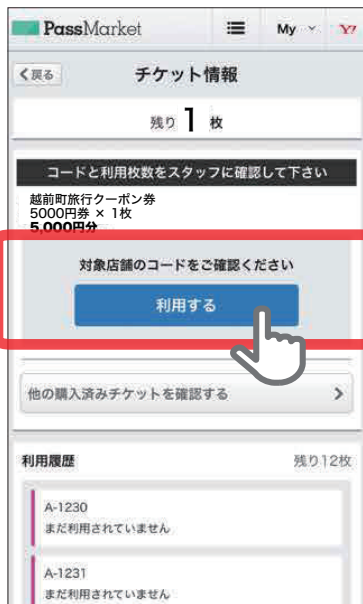 PassMarket My Y!
戻る チケット情報
残り 1 枚
コードと利用枚数をスタッフに確認して下さい
越前町旅行クーポン券
5000円券 × 1枚
5,000円分
対象店舗のコードをご確認ください
利用する
他の購入済みチケットを確認する
利用履歴 残り12枚
A-1230
まだ利用されていません
A-1231
まだ利用されていません